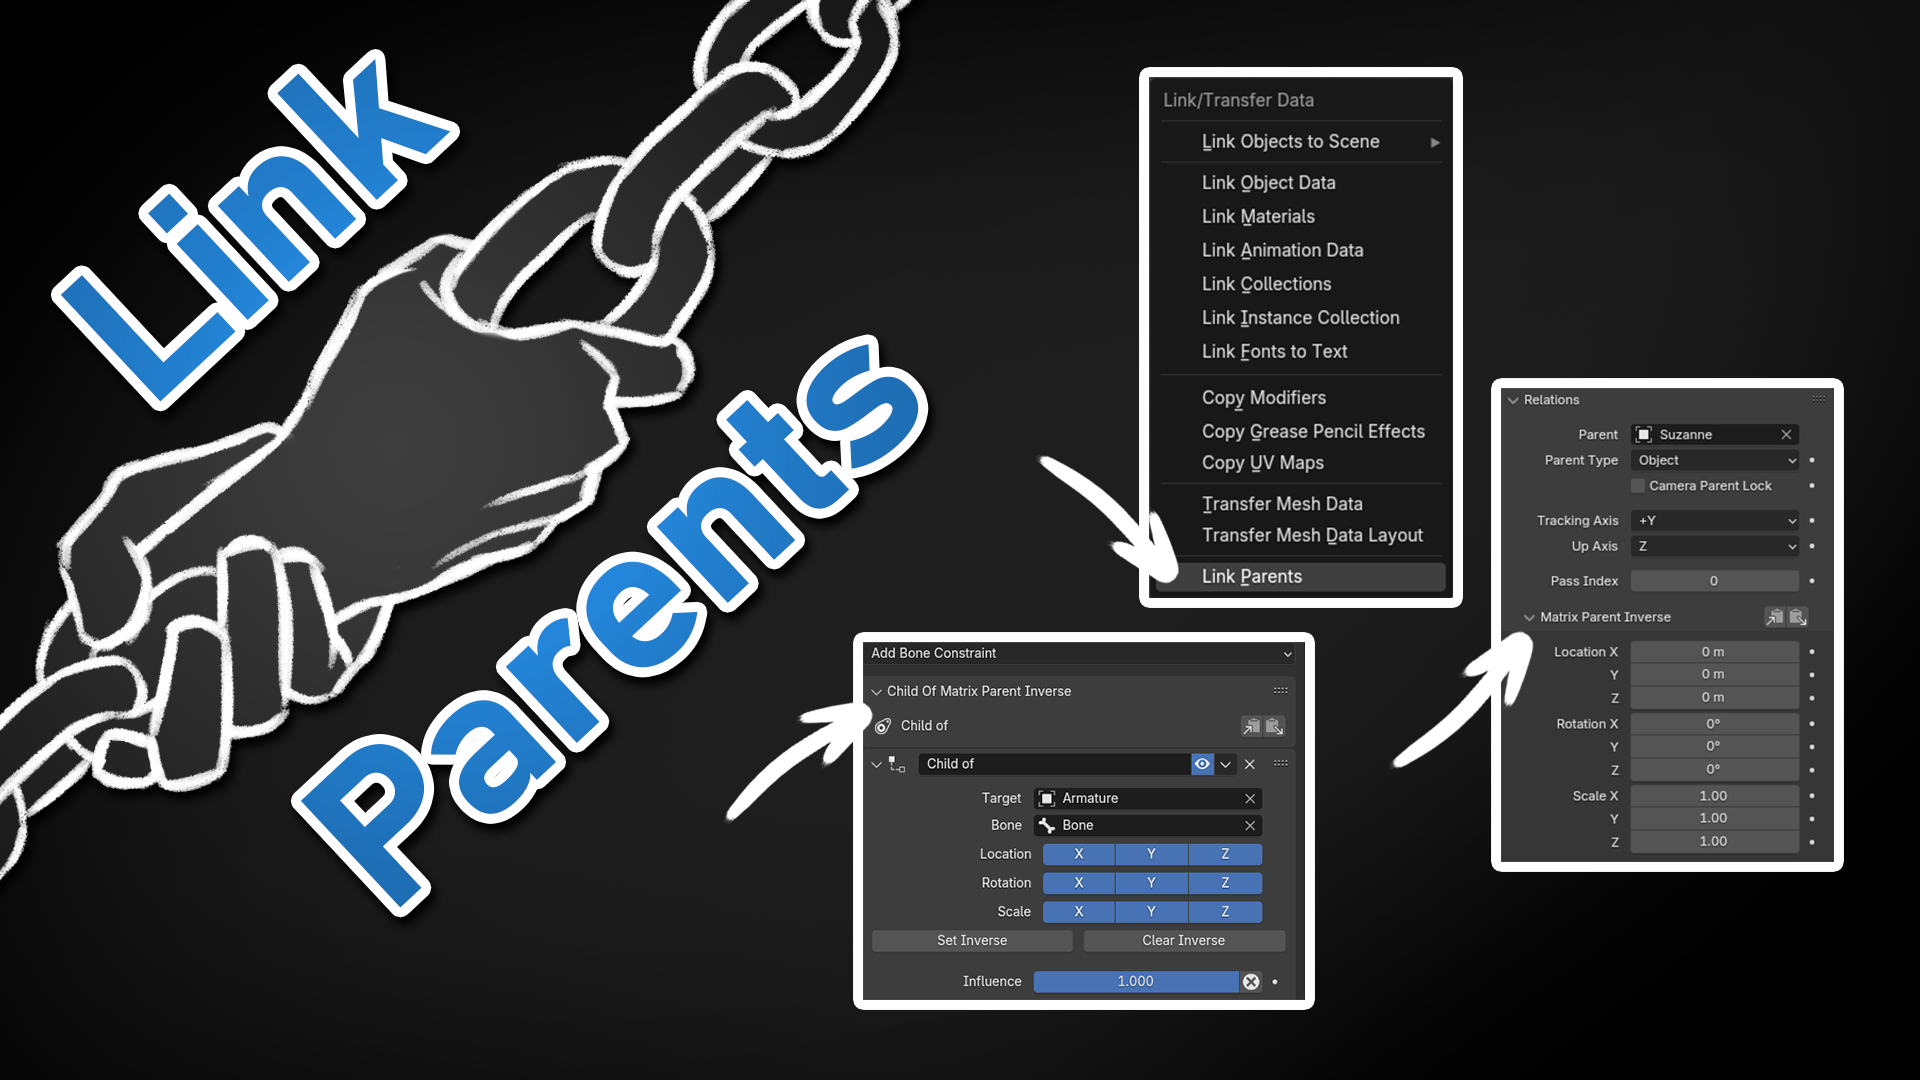 Link
Parents
Link/Transfer Data
Link Objects to Scene
Link Object Data
Link Materials
Link Animation Data
Link Collections
Link Instance Collection
Link Fonts to Text
Copy Modifiers
Copy Grease Pencil Effects
Copy UV Maps
Transfer Mesh Data
Transfer Mesh Data Layout
Link Parents
Relations
Parent Suzanne
Parent Type Object
Camera Parent Lock
Tracking Axis +Y
Up Axis Z
Pass Index 0
Matrix Parent Inverse
Location X 0 m
Y 0 m
Z 0 m
Rotation X 0°
Y 0°
Z 0°
Scale X 1.00
Y 1.00
Z 1.00
Add Bone Constraint
Child Of Matrix Parent Inverse
Child of
Child of
Target Armature
Bone Bone
Location X Y Z
Rotation X Y Z
Scale X Y Z
Set Inverse Clear Inverse
Influence 1.000